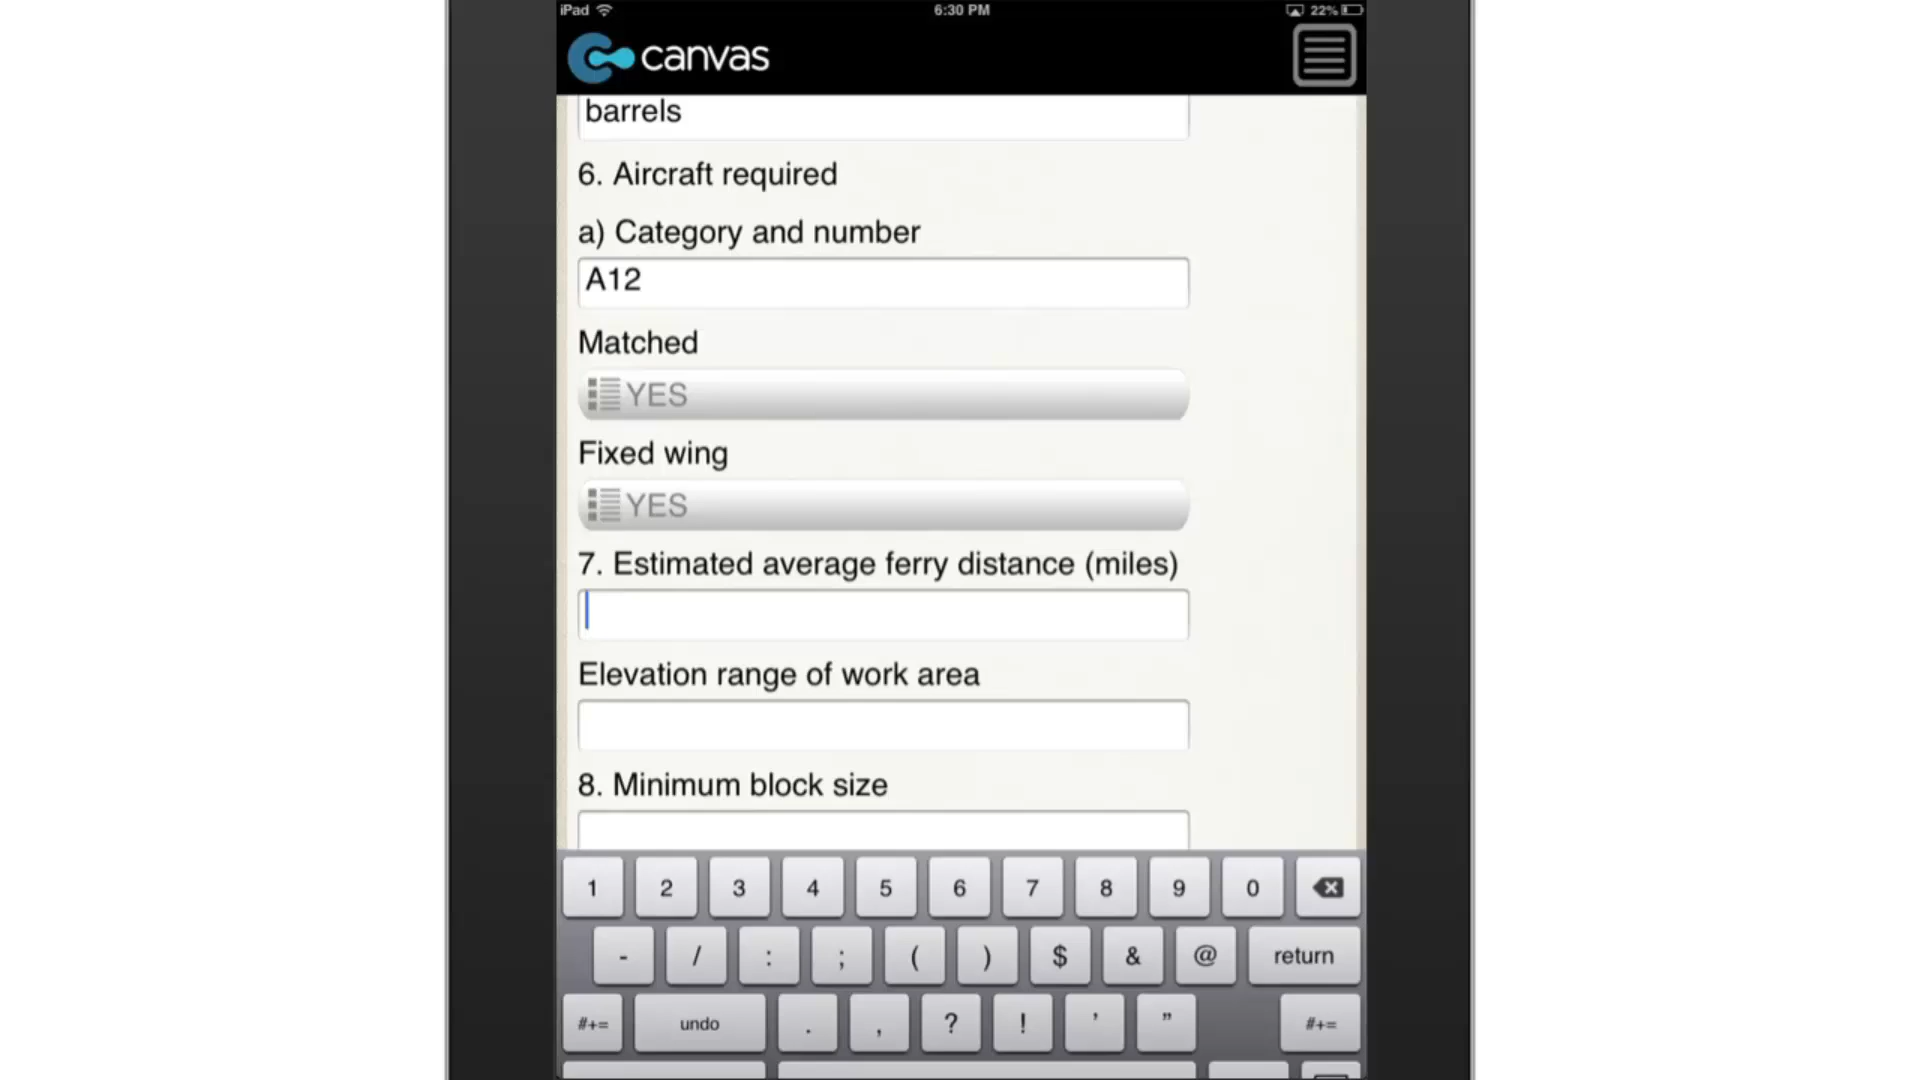 iPad 6:30 PM 22%
canvas
barrels
6. Aircraft required
a) Category and number
A12
Matched
YES
Fixed wing
YES
7. Estimated average ferry distance (miles)
Elevation range of work area
8. Minimum block size
1 2 3 4 5 6 7 8 9 0
- / : ; ( ) $ & @ return
#+= undo . , ? ! ' " #+=